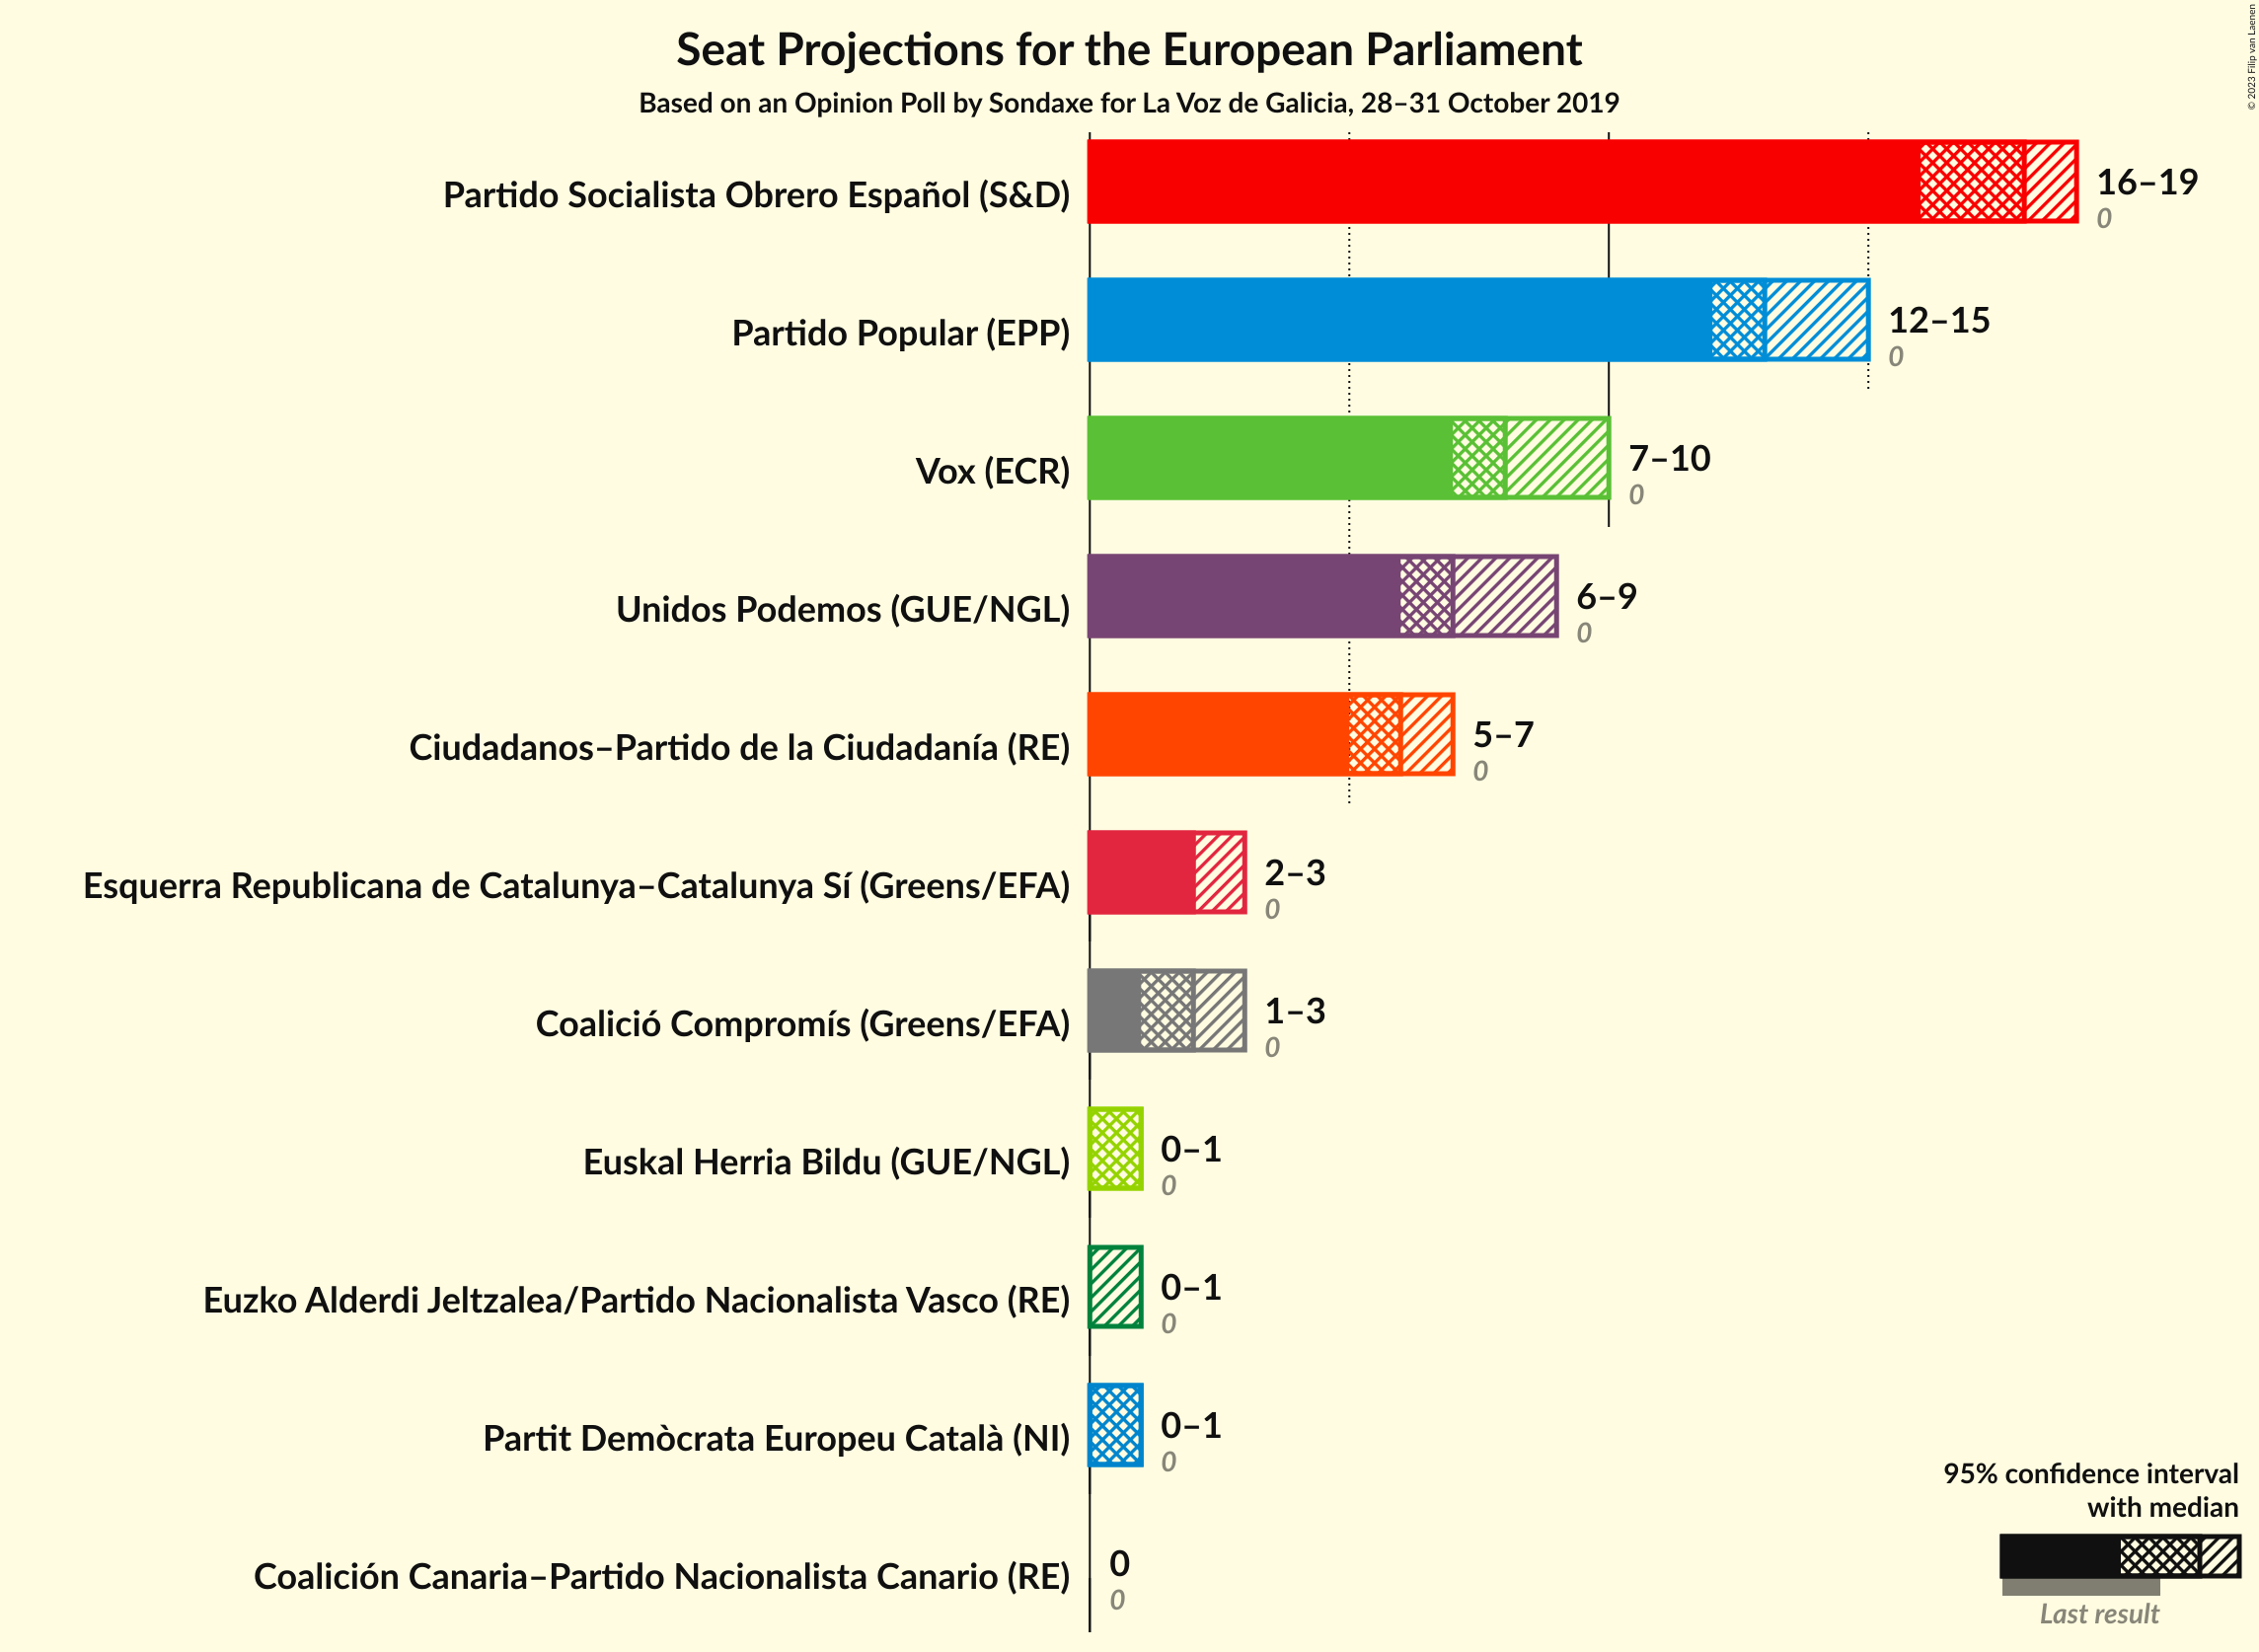 Seat Projections for the European Parliament
Based on an Opinion Poll by Sondaxe for La Voz de Galicia, 28–31 October 2019
© 2023 Filip van Laenen
Partido Socialista Obrero Español (S&D)
16–19
0
Partido Popular (EPP)
12–15
0
Vox (ECR)
7–10
0
Unidos Podemos (GUE/NGL)
6–9
0
Ciudadanos–Partido de la Ciudadanía (RE)
5–7
0
Esquerra Republicana de Catalunya–Catalunya Sí (Greens/EFA)
2–3
0
Coalició Compromís (Greens/EFA)
1–3
0
Euskal Herria Bildu (GUE/NGL)
0–1
0
Euzko Alderdi Jeltzalea/Partido Nacionalista Vasco (RE)
0–1
0
Partit Demòcrata Europeu Català (NI)
0–1
0
Coalición Canaria–Partido Nacionalista Canario (RE)
0
0
95% confidence interval
with median
Last result